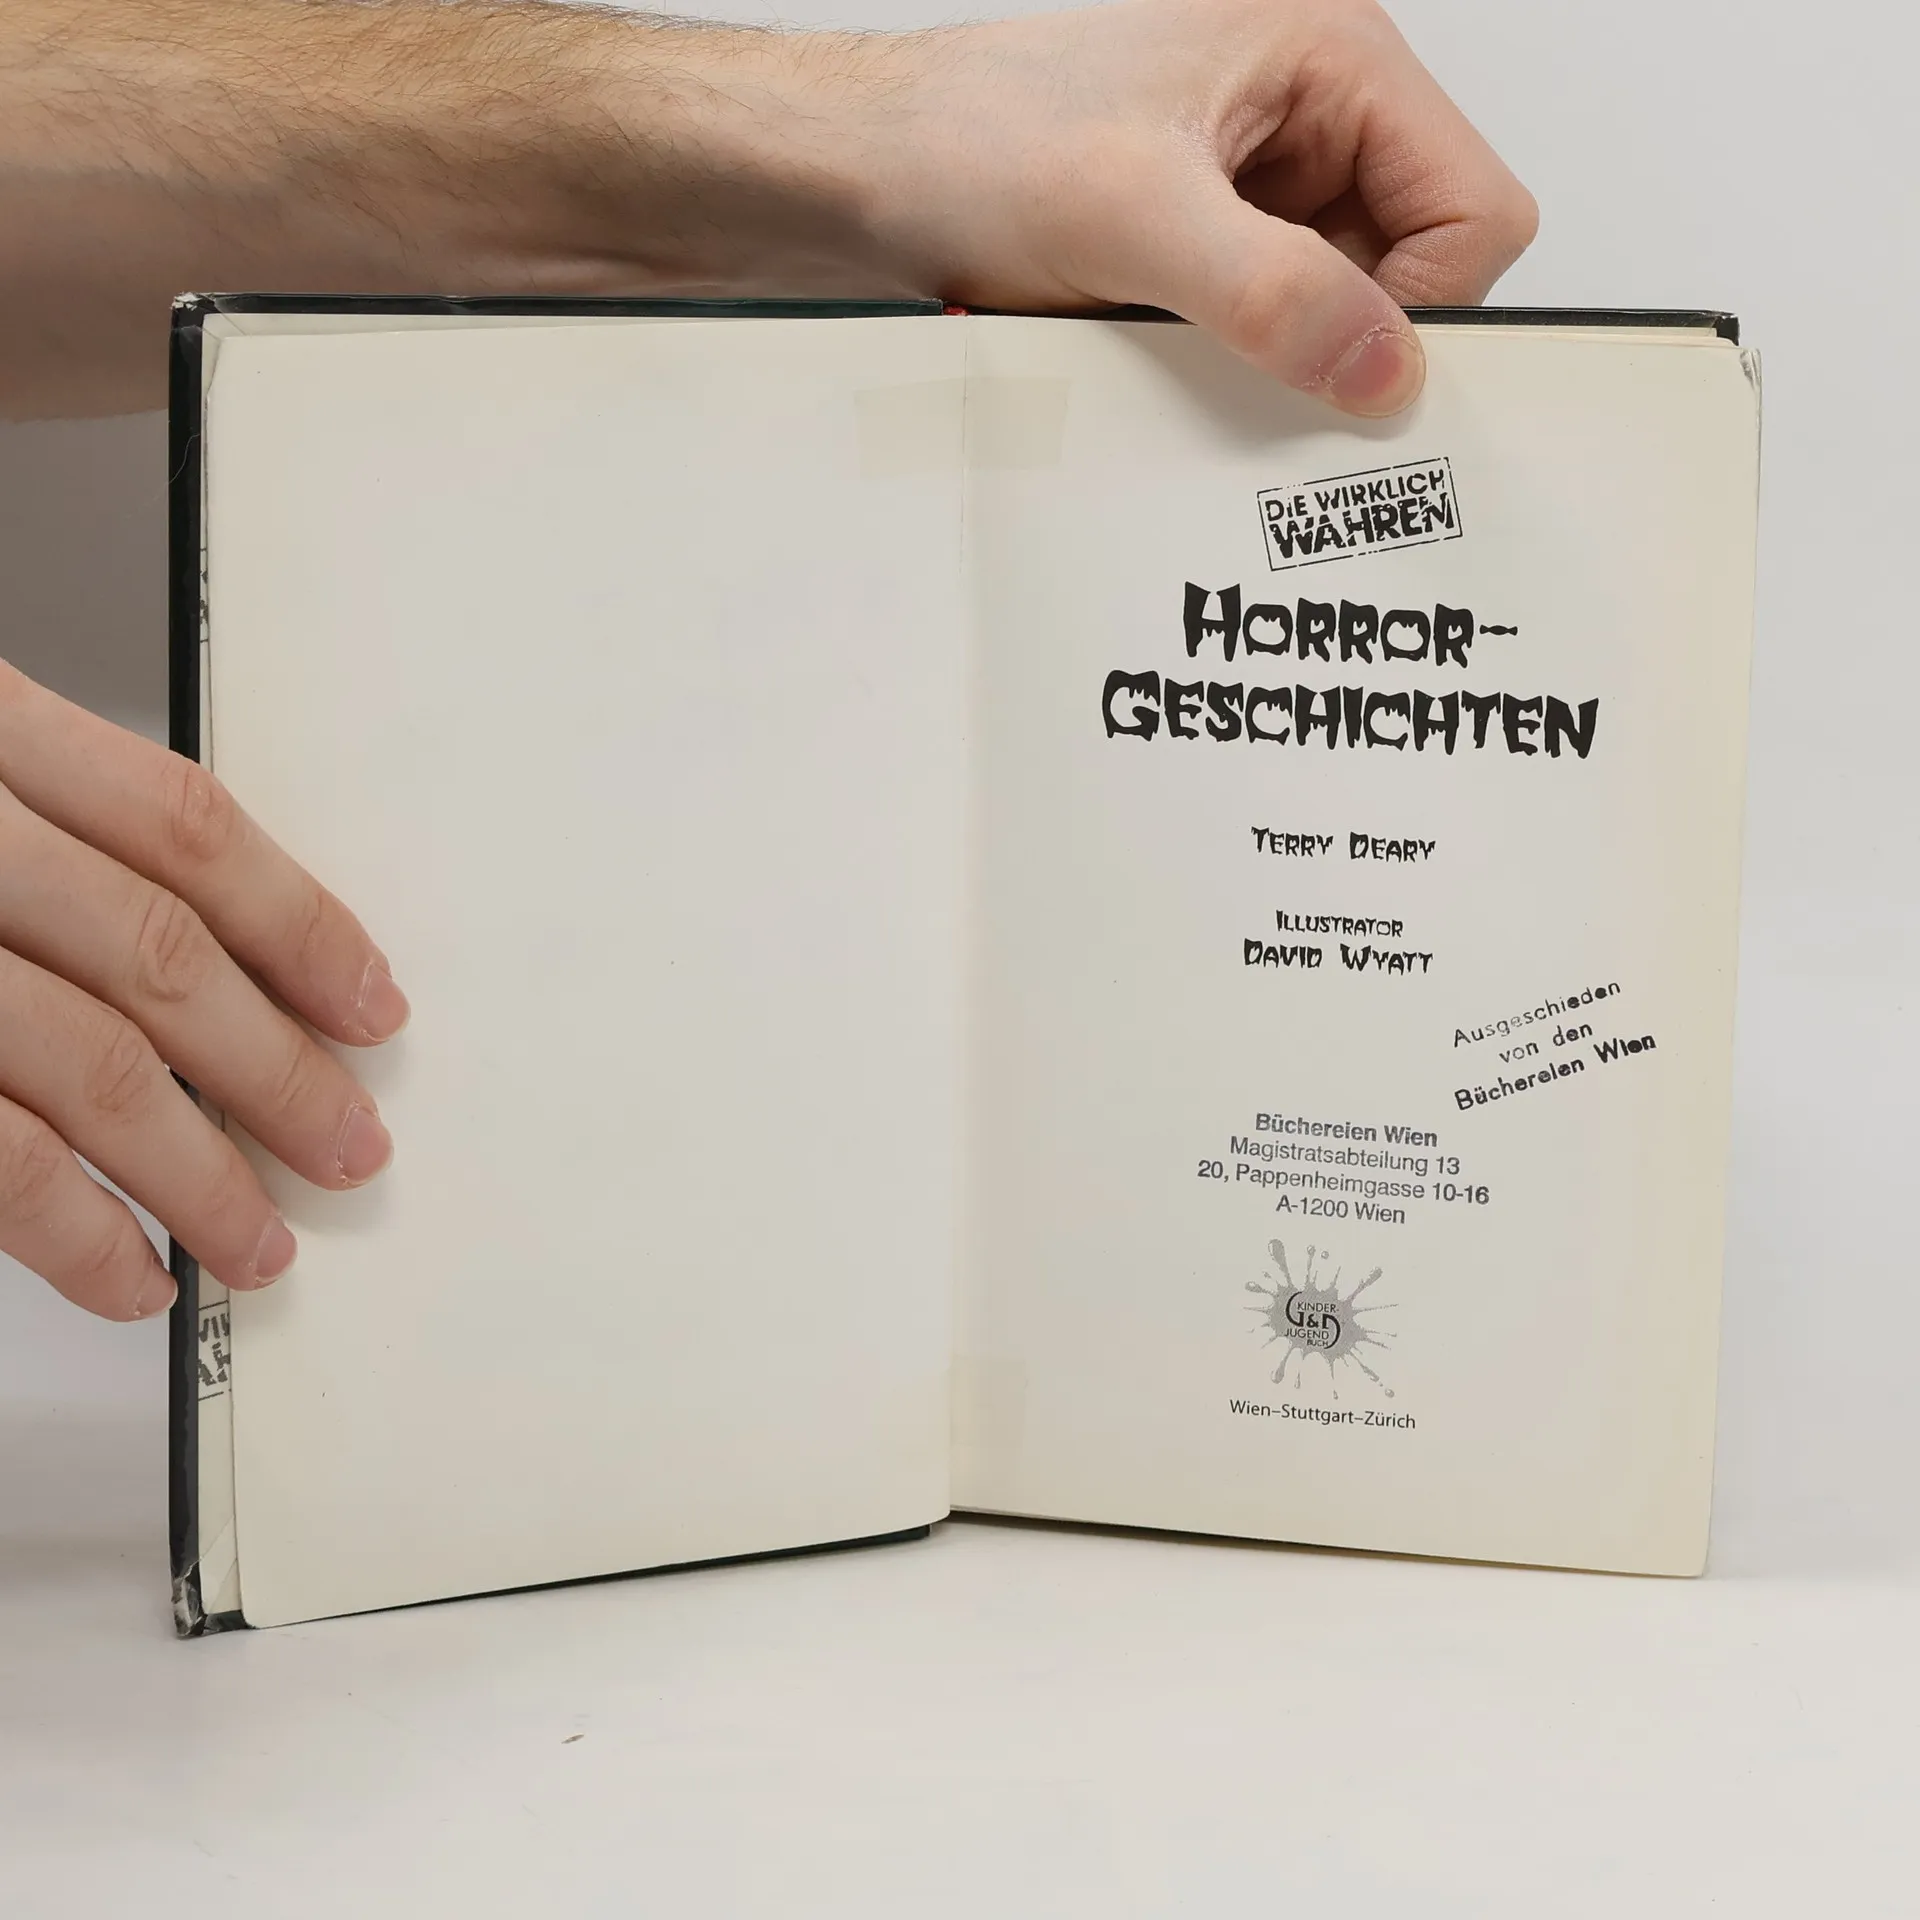 DIE WIRKLICH
WAHREN
HORROR-
GESCHICHTEN
TERRY DEARY
ILLUSTRATOR
DAVID WYATT
Ausgeschieden
von den
Büchereien Wien
Büchereien Wien
Magistratsabteilung 13
20, Pappenheimgasse 10-16
A-1200 Wien
KINDER-
G&D
JUGEND
BUCH
Wien–Stuttgart–Zürich